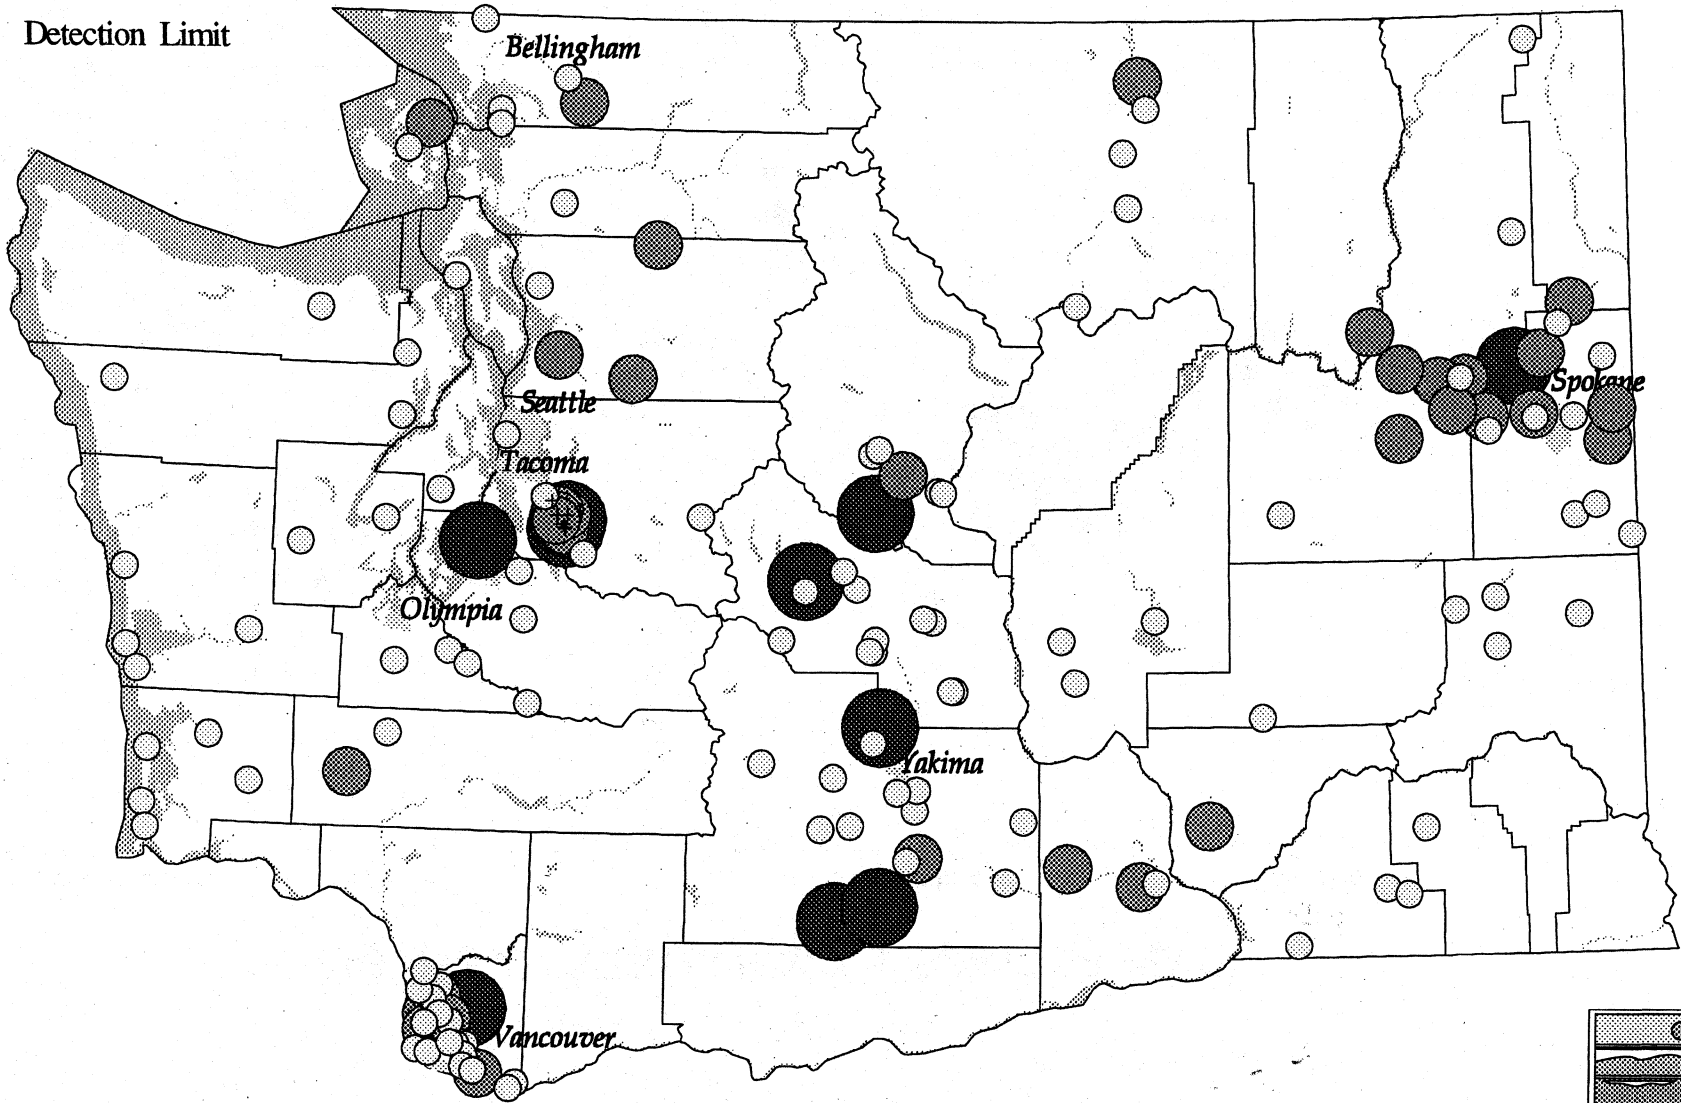 Detection Limit
Bellingham
Seattle
Spokane
Tacoma
Olympia
Yakima
Vancouver